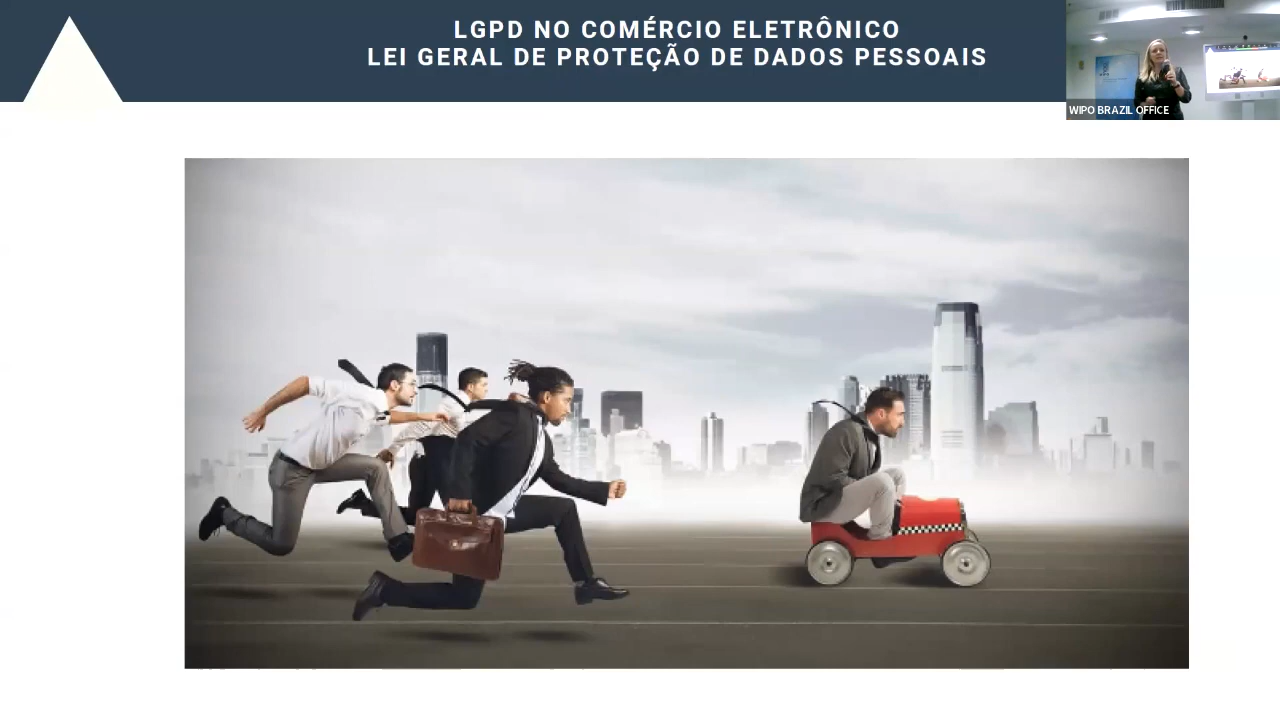 LGPD NO COMÉRCIO ELETRÔNICO
LEI GERAL DE PROTEÇÃO DE DADOS PESSOAIS
WIPO BRAZIL OFFICE